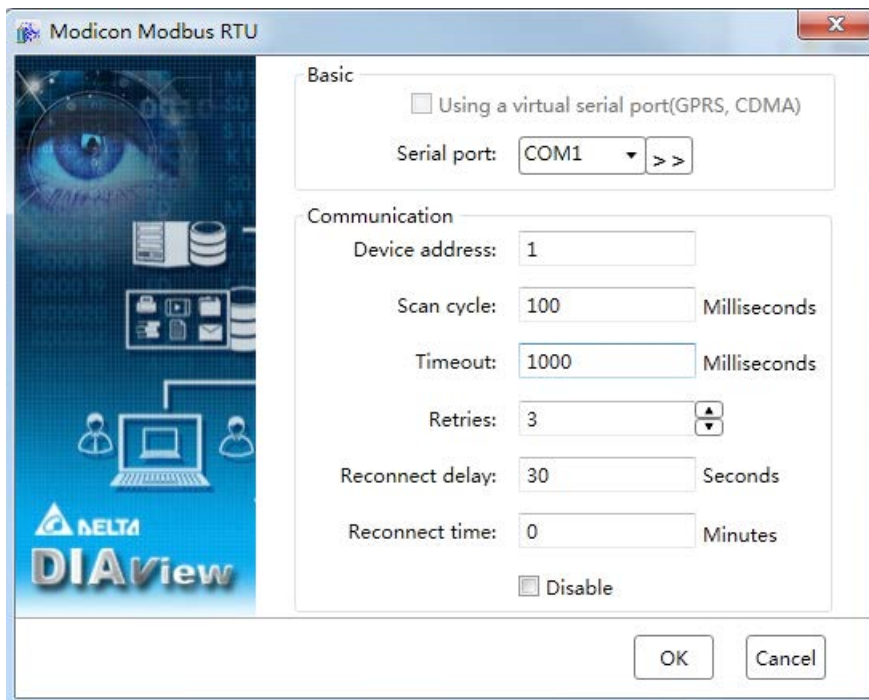 Modicon Modbus RTU
Basic
Using a virtual serial port(GPRS, CDMA)
Serial port: COM1 >>
Communication
Device address: 1
Scan cycle: 100 Milliseconds
Timeout: 1000 Milliseconds
Retries: 3
Reconnect delay: 30 Seconds
Reconnect time: 0 Minutes
Disable
DELTA
DIAView
OK Cancel